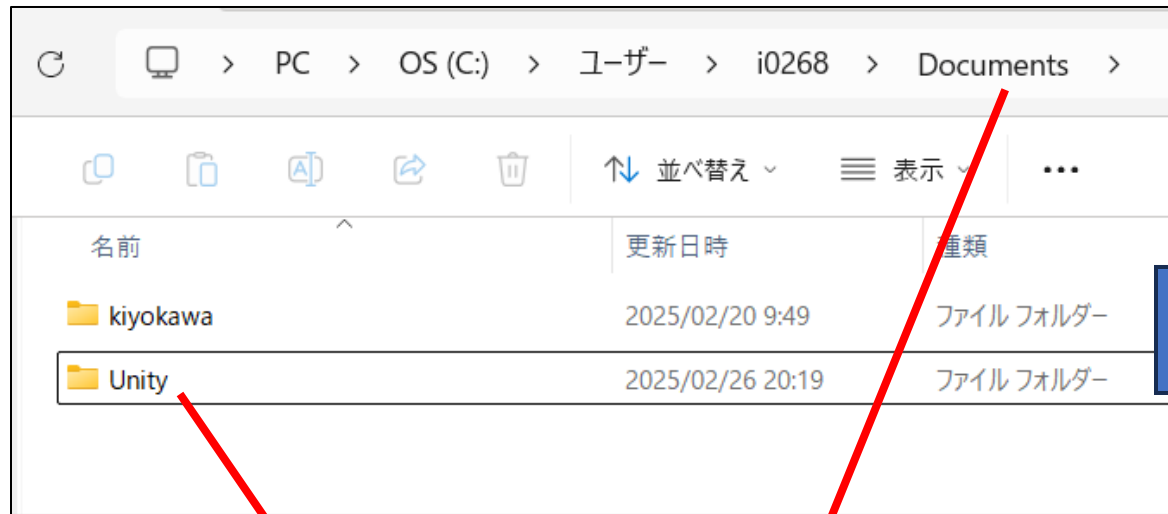 PC > OS (C:) > ユーザー > i0268 > Documents >
並べ替え 表示
名前 更新日時 種類
kiyokawa 2025/02/20 9:49 ファイル フォルダー
Unity 2025/02/26 20:19 ファイル フォルダー